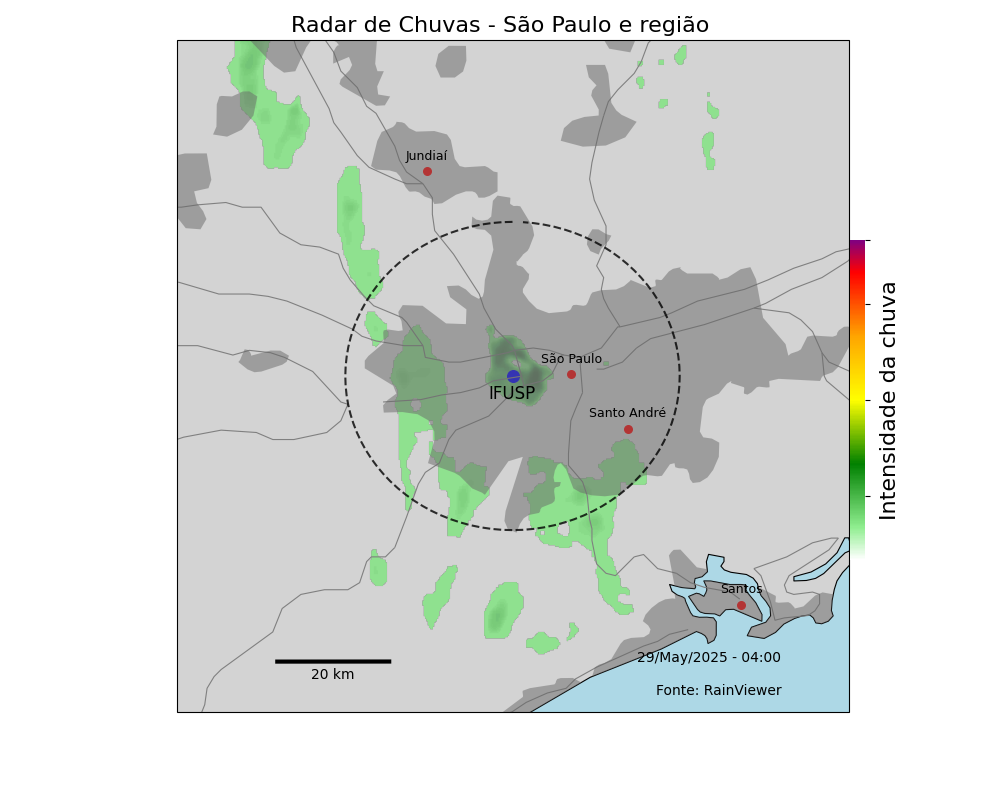 Radar de Chuvas - São Paulo e região
Jundiaí
São Paulo
IFUSP
Santo André
Intensidade da chuva
Santos
29/May/2025 - 04:00
20 km
Fonte: RainViewer